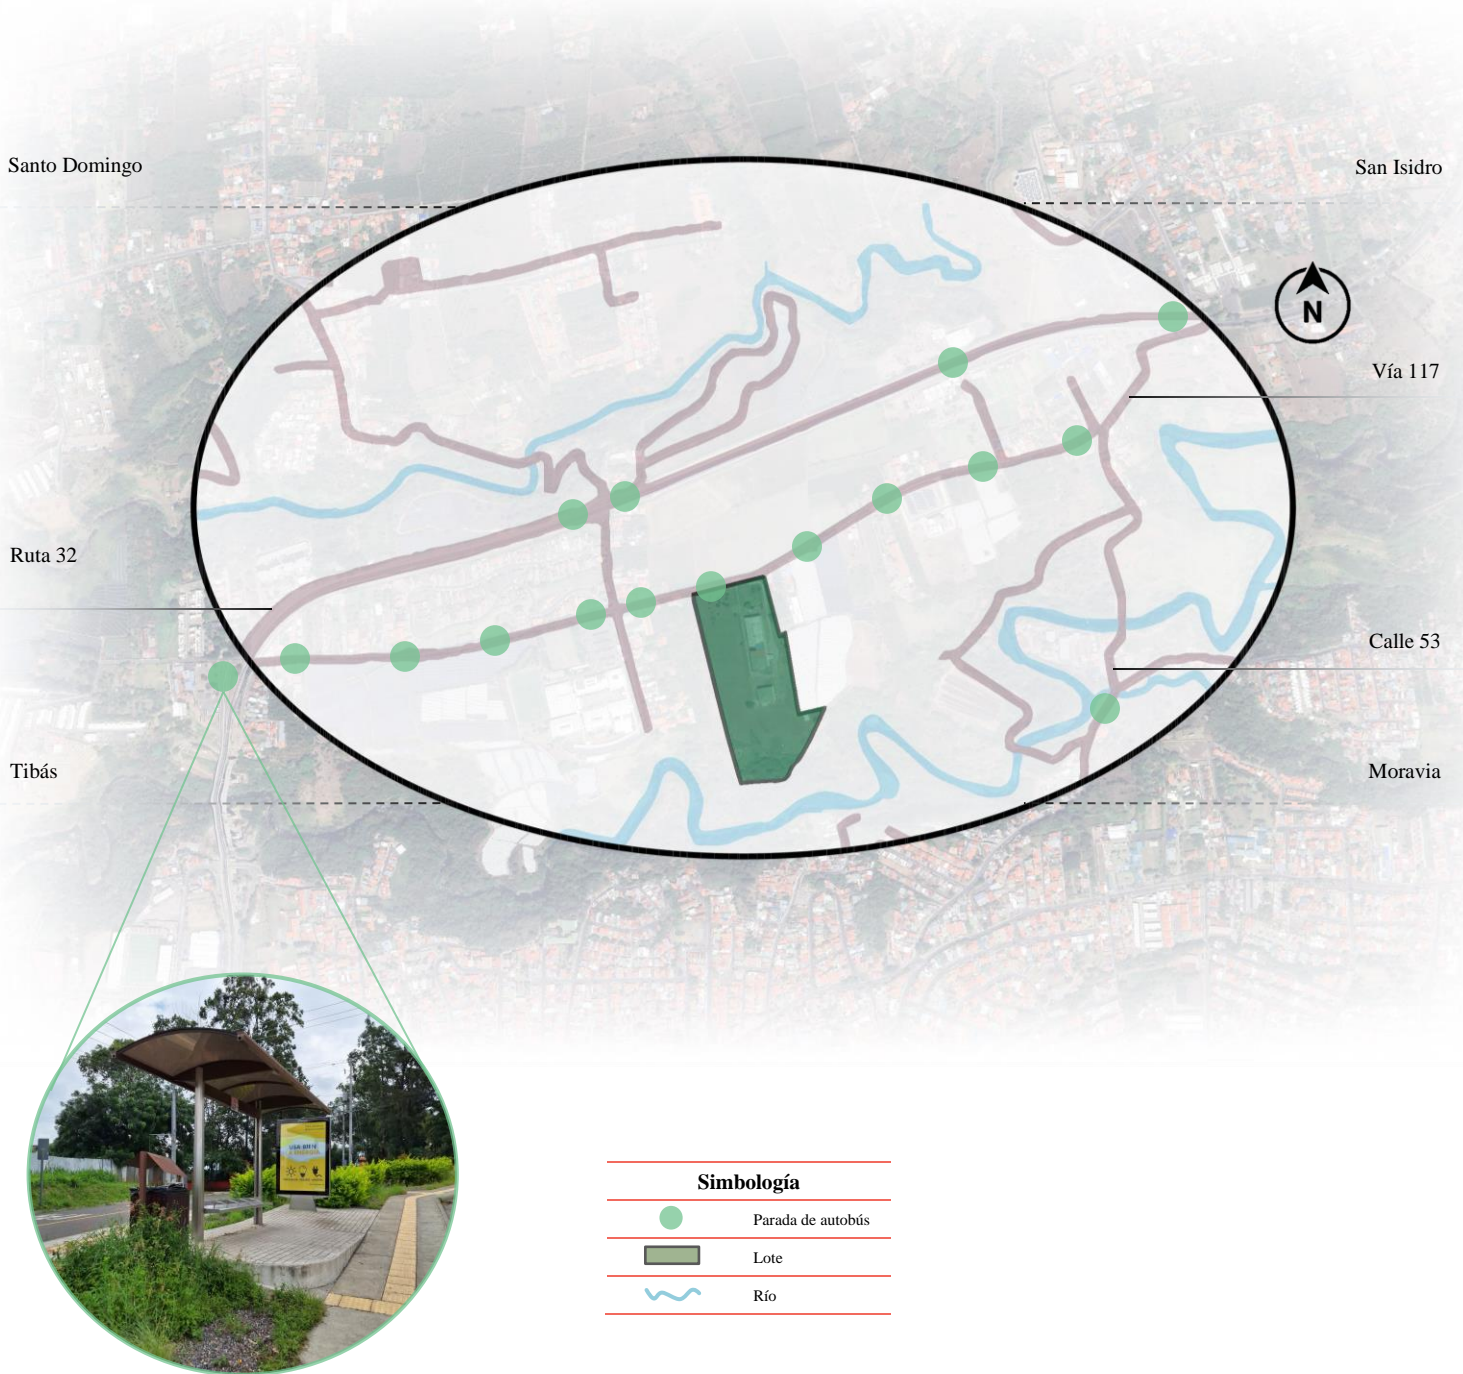 Santo Domingo
San Isidro
N
Vía 117
Ruta 32
Calle 53
Tibás
Moravia
Simbología
Parada de autobús
Lote
Río